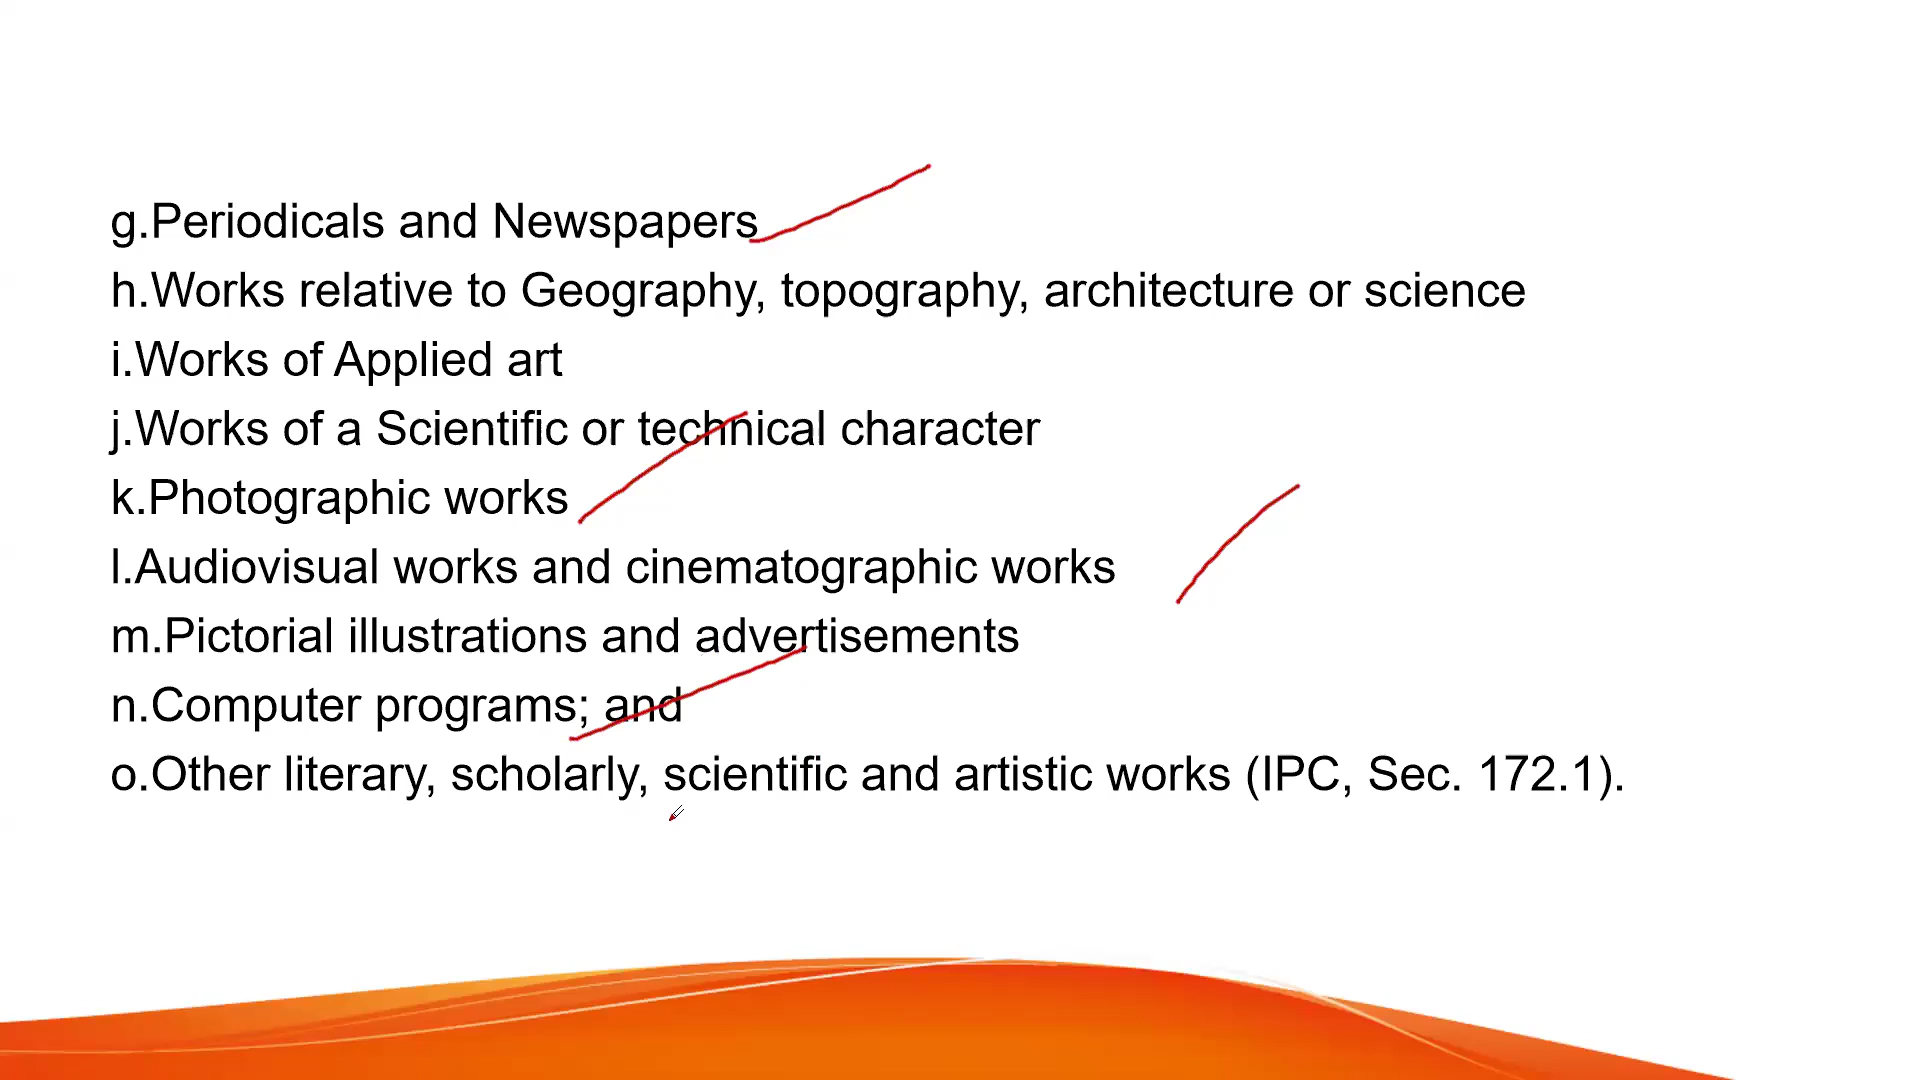 g.Periodicals and Newspapers
h.Works relative to Geography, topography, architecture or science
i.Works of Applied art
j.Works of a Scientific or technical character
k.Photographic works
l.Audiovisual works and cinematographic works
m.Pictorial illustrations and advertisements
n.Computer programs; and
o.Other literary, scholarly, scientific and artistic works (IPC, Sec. 172.1).